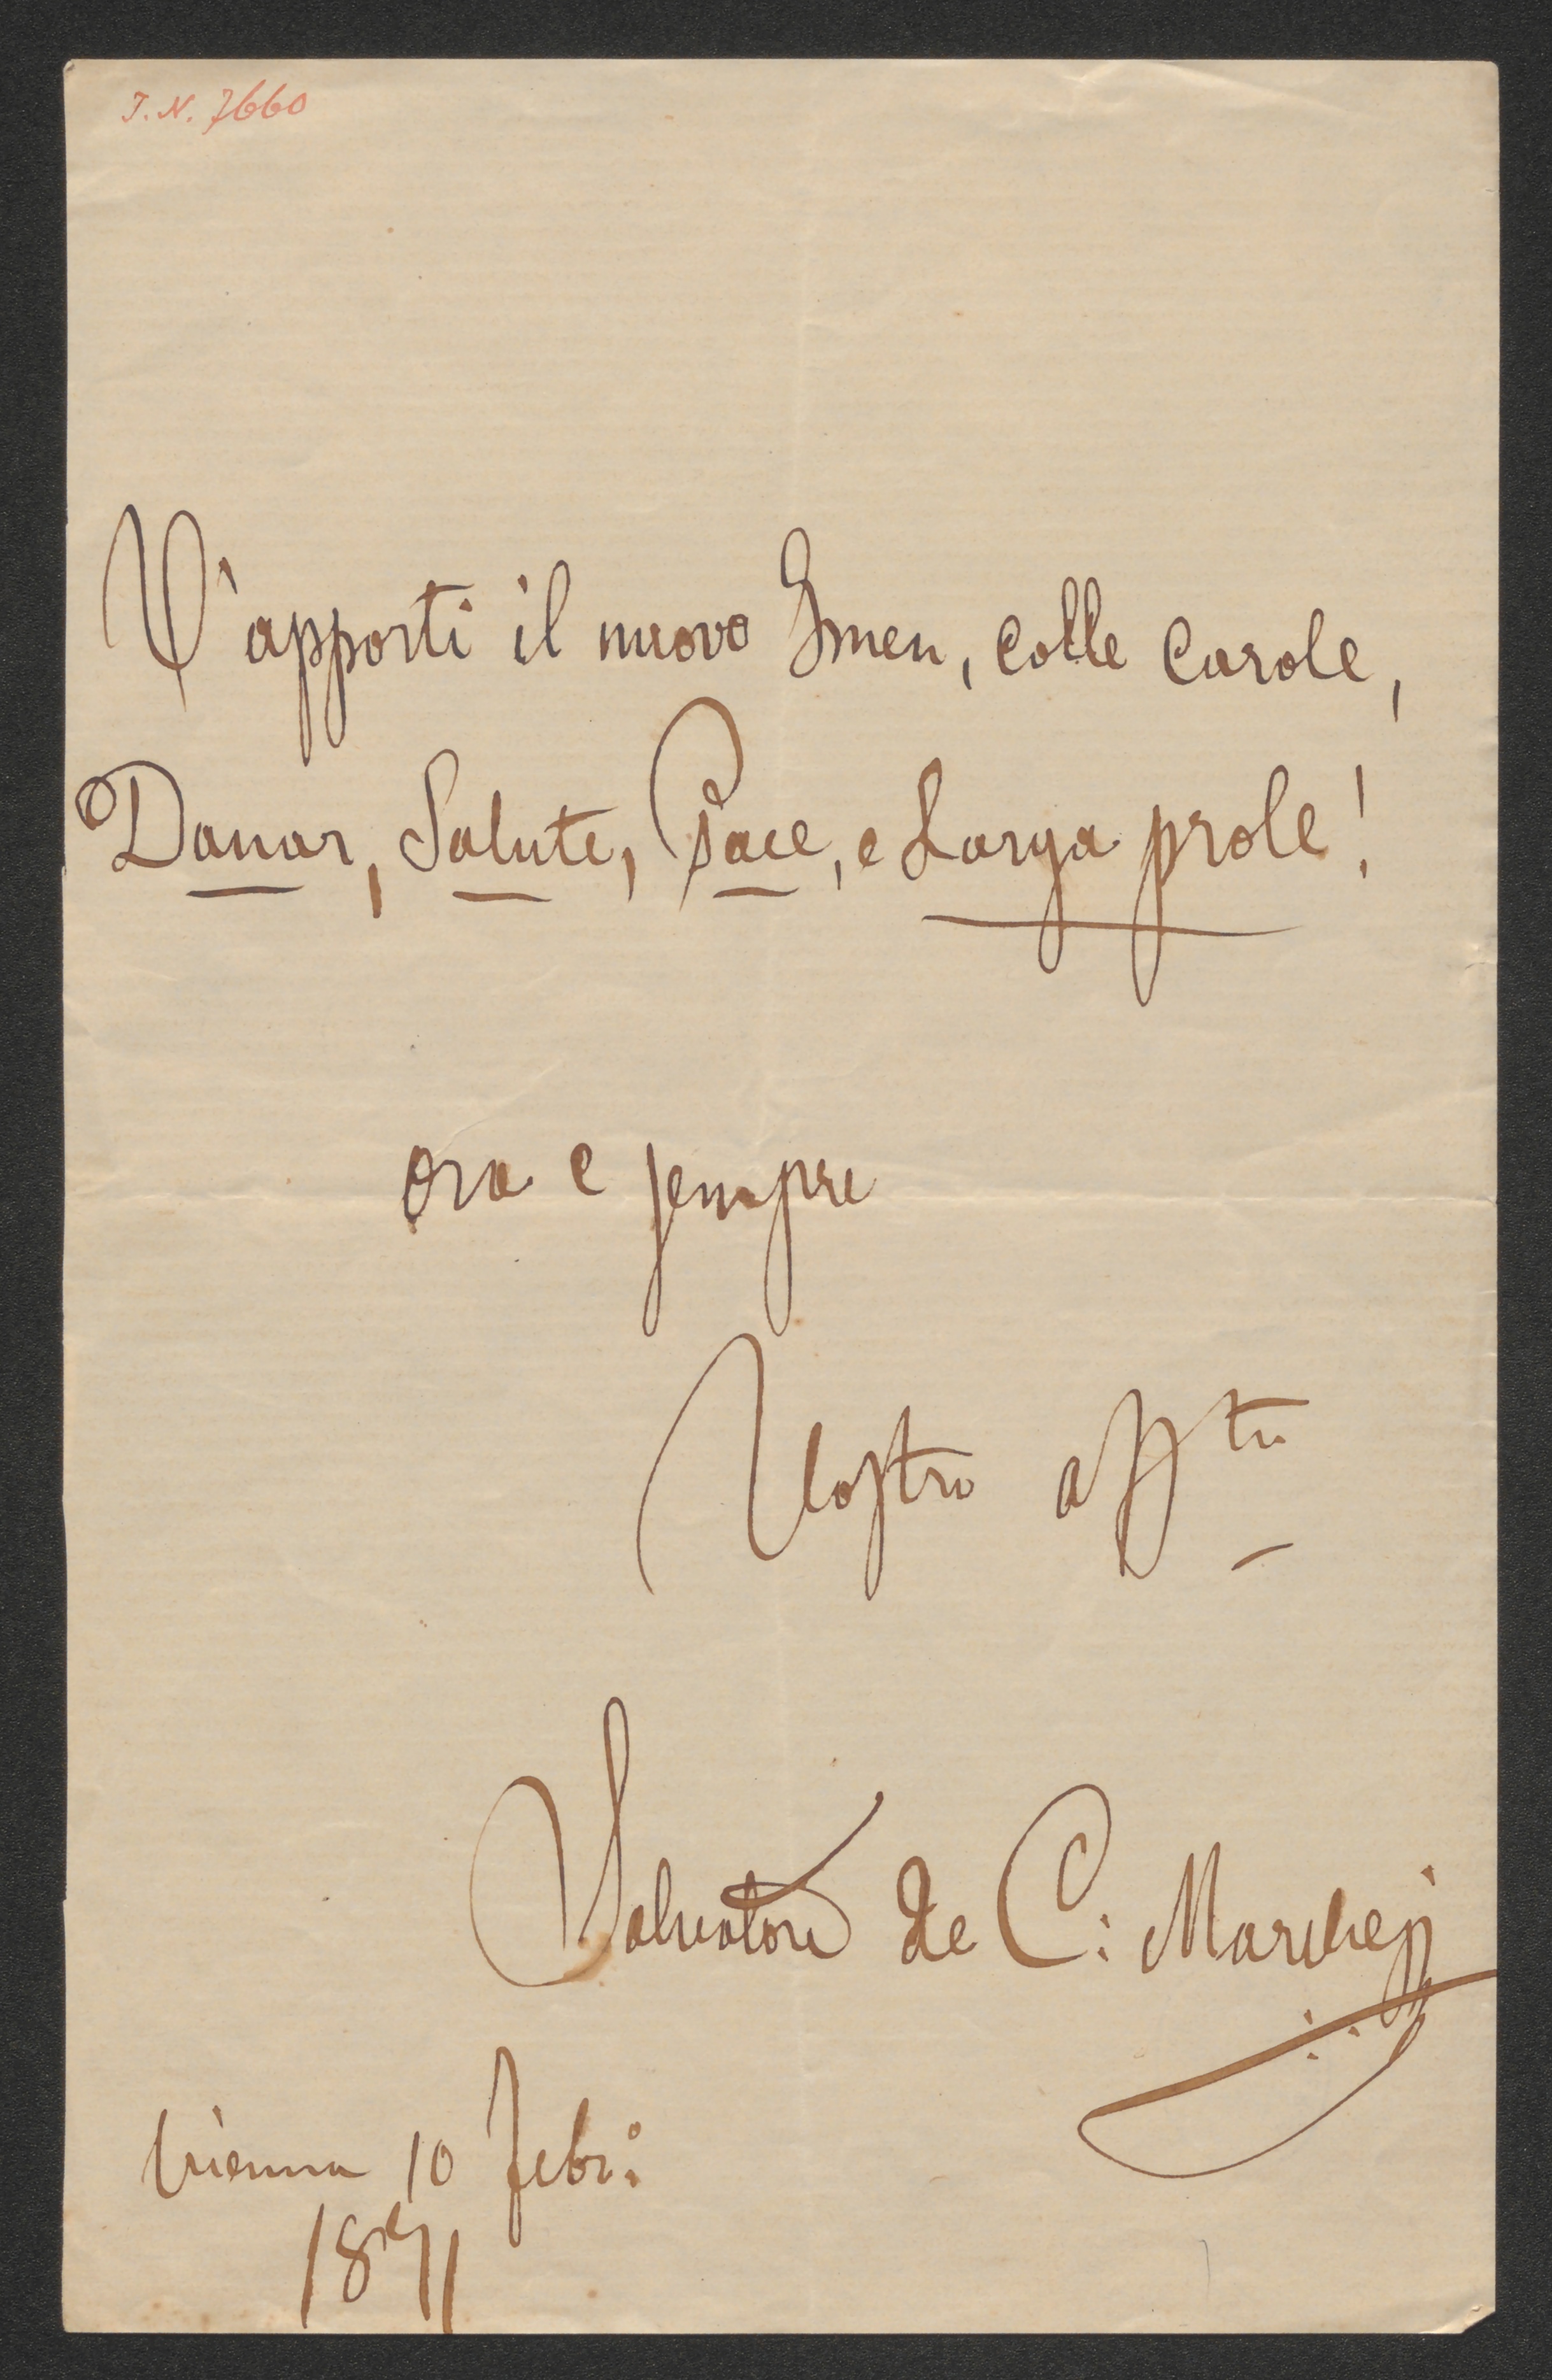 I.N. 7660
V'apporti il nuovo Imen, colle Carole,
Danar, Salute, Pace, e Larga prole!
ora e sempre
Vostro aff.to
Salvatore de C: Marchesi
Vienna 10 Febr:
1871